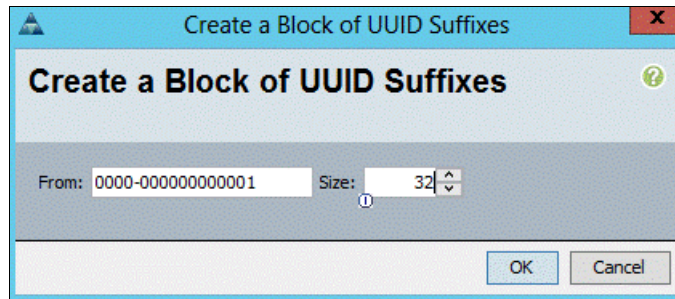 Create a Block of UUID Suffixes
Create a Block of UUID Suffixes
From: 0000-000000000001 Size: 32
OK Cancel